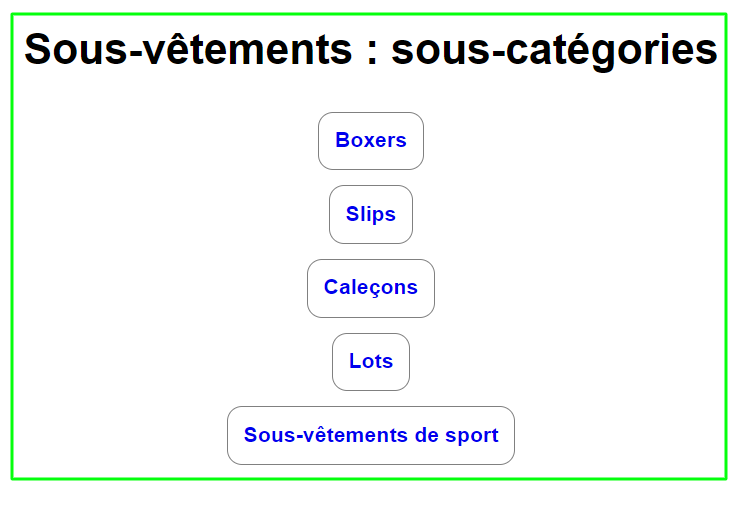 Sous-vêtements : sous-catégories
Boxers
Slips
Caleçons
Lots
Sous-vêtements de sport